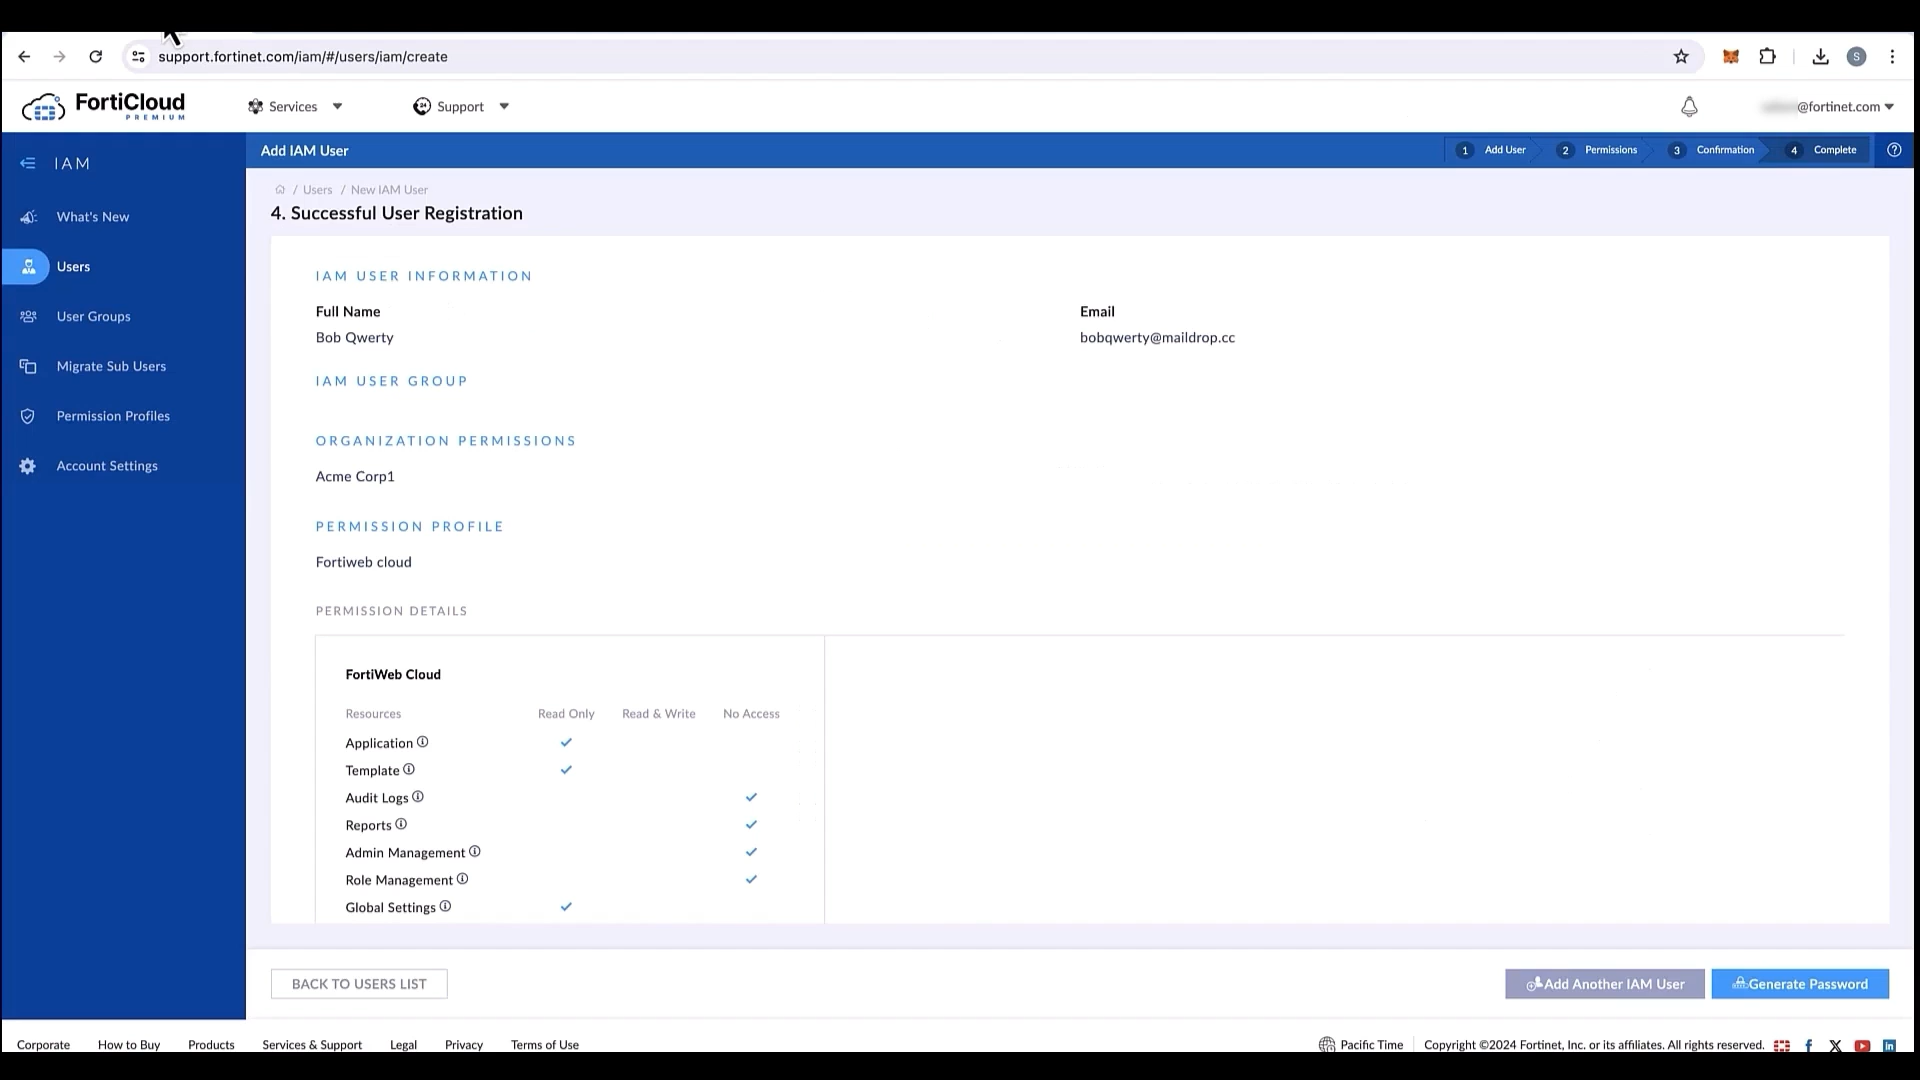 support.fortinet.com/iam/#/users/iam/create
S
FortiCloud
PREMIUM
Services
Support
@fortinet.com
IAM
Add IAM User
1 Add User
2 Permissions
3 Confirmation
4 Complete
What's New
Users
User Groups
Migrate Sub Users
Permission Profiles
Account Settings
/ Users / New IAM User
4. Successful User Registration
IAM USER INFORMATION
Full Name
Bob Qwerty
Email
bobqwerty@maildrop.cc
IAM USER GROUP
ORGANIZATION PERMISSIONS
Acme Corp1
PERMISSION PROFILE
Fortiweb cloud
PERMISSION DETAILS
FortiWeb Cloud
Resources Read Only Read & Write No Access
Application
Template
Audit Logs
Reports
Admin Management
Role Management
Global Settings
BACK TO USERS LIST
Add Another IAM User
Generate Password
Corporate How to Buy Products Services & Support Legal Privacy Terms of Use
Pacific Time
Copyright ©2024 Fortinet, Inc. or its affiliates. All rights reserved.